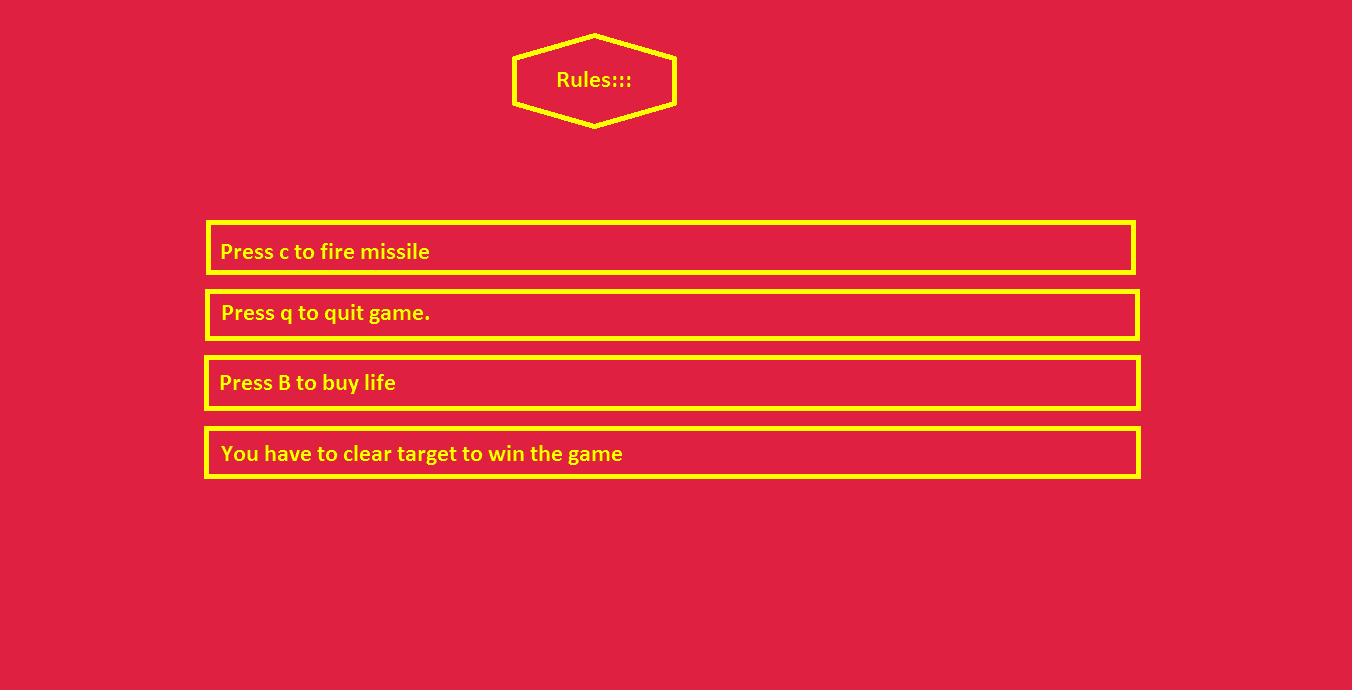 Rules:::
Press c to fire missile
Press q to quit game.
Press B to buy life
You have to clear target to win the game